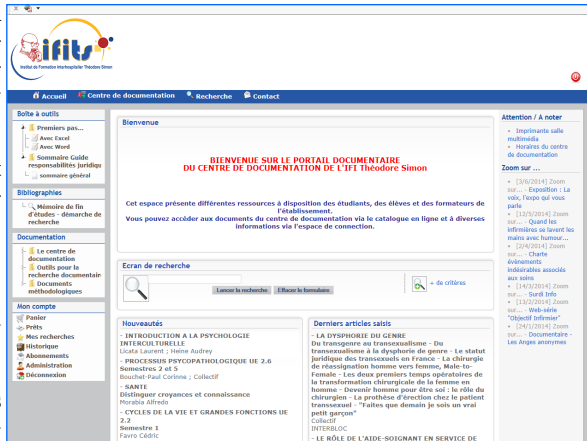 ifits
Institut de Formation Interhospitalier Théodore Simon
Accueil
Centre de documentation
Recherche
Contact
Boîte à outils
Premiers pas...
Avec Excel
Avec Word
Sommaire Guide
responsabilités juridiqu
sommaire général
Bibliographies
Mémoire de fin
d'études - démarche de
recherche
Documentation
Le centre de
documentation
Outils pour la
recherche documentair
Documents
méthodologiques
Mon compte
Panier
Prêts
Mes recherches
Historique
Abonnements
Administration
Déconnexion
Bienvenue
BIENVENUE SUR LE PORTAIL DOCUMENTAIRE
DU CENTRE DE DOCUMENTATION DE L'IFI Théodore Simon
Cet espace présente différentes ressources à disposition des étudiants, des élèves et des formateurs de
l'établissement.
Vous pouvez accéder aux documents du centre de documentation via le catalogue en ligne et à diverses
informations via l'espace de connection.
Ecran de recherche
Lancer la recherche
Effacer le formulaire
+ de critères
Nouveautés
- INTRODUCTION A LA PSYCHOLOGIE
INTERCULTURELLE
Licata Laurent ; Heine Audrey
- PROCESSUS PSYCOPATHOLOGIQUE UE 2.6
Semestres 2 et 5
Bouchet-Paul Corinne ; Collectif
- SANTE
Distinguer croyances et connaissance
Morabia Alfredo
- CYCLES DE LA VIE ET GRANDES FONCTIONS UE
2.2
Semestre 1
Favro Cédric
Derniers articles saisis
- LA DYSPHORIE DU GENRE
Du transgenre au transexualisme - Du
transexualisme à la dysphorie de genre - Le statut
juridique des transexuels en France - La chirurgie
de réassignation homme vers femme, Male-to-
Female - Les deux premiers temps opératoires de
la transformation chirurgicale de la femme en
homme - Devenir homme pour être soi : le rôle du
chirurgien - La prothèse d'érection chez le patient
transsexuel - "Faites que demain je sois un vrai
petit garçon"
Collectif
INTERBLOC
- LE RÔLE DE L'AIDE-SOIGNANT EN SERVICE DE
Attention / A noter
Imprimante salle
multimédia
Horaires du centre
de documentation
Zoom sur ...
[3/6/2014] Zoom
sur... - Exposition : La
voix, l'expo qui vous
parle
[12/5/2014] Zoom
sur... - Quand les
infirmières se lavent les
mains avec humour...
[2/4/2014] Zoom
sur... - Charte
événements
indésirables associés
aux soins
[14/3/2014] Zoom
sur... - Surdi Info
[13/2/2014] Zoom
sur... - Web-série
"Objectif Infirmier"
[24/1/2014] Zoom
sur... - Documentaire -
Les Anges anonymes